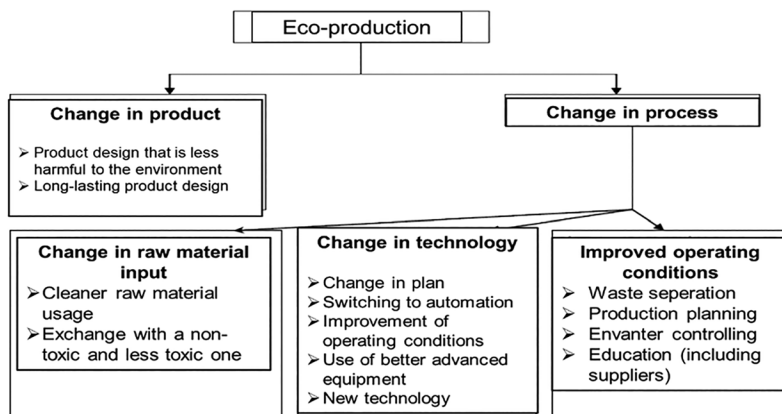 Eco-production
Change in product
➢ Product design that is less
harmful to the environment
➢ Long-lasting product design
Change in process
Change in raw material
input
➢Cleaner raw material
usage
➢Exchange with a non-
toxic and less toxic one
Change in technology
➢Change in plan
➢Switching to automation
➢Improvement of
operating conditions
➢Use of better advanced
equipment
➢New technology
Improved operating
conditions
➢ Waste seperation
➢ Production planning
➢ Envanter controlling
➢ Education (including
suppliers)